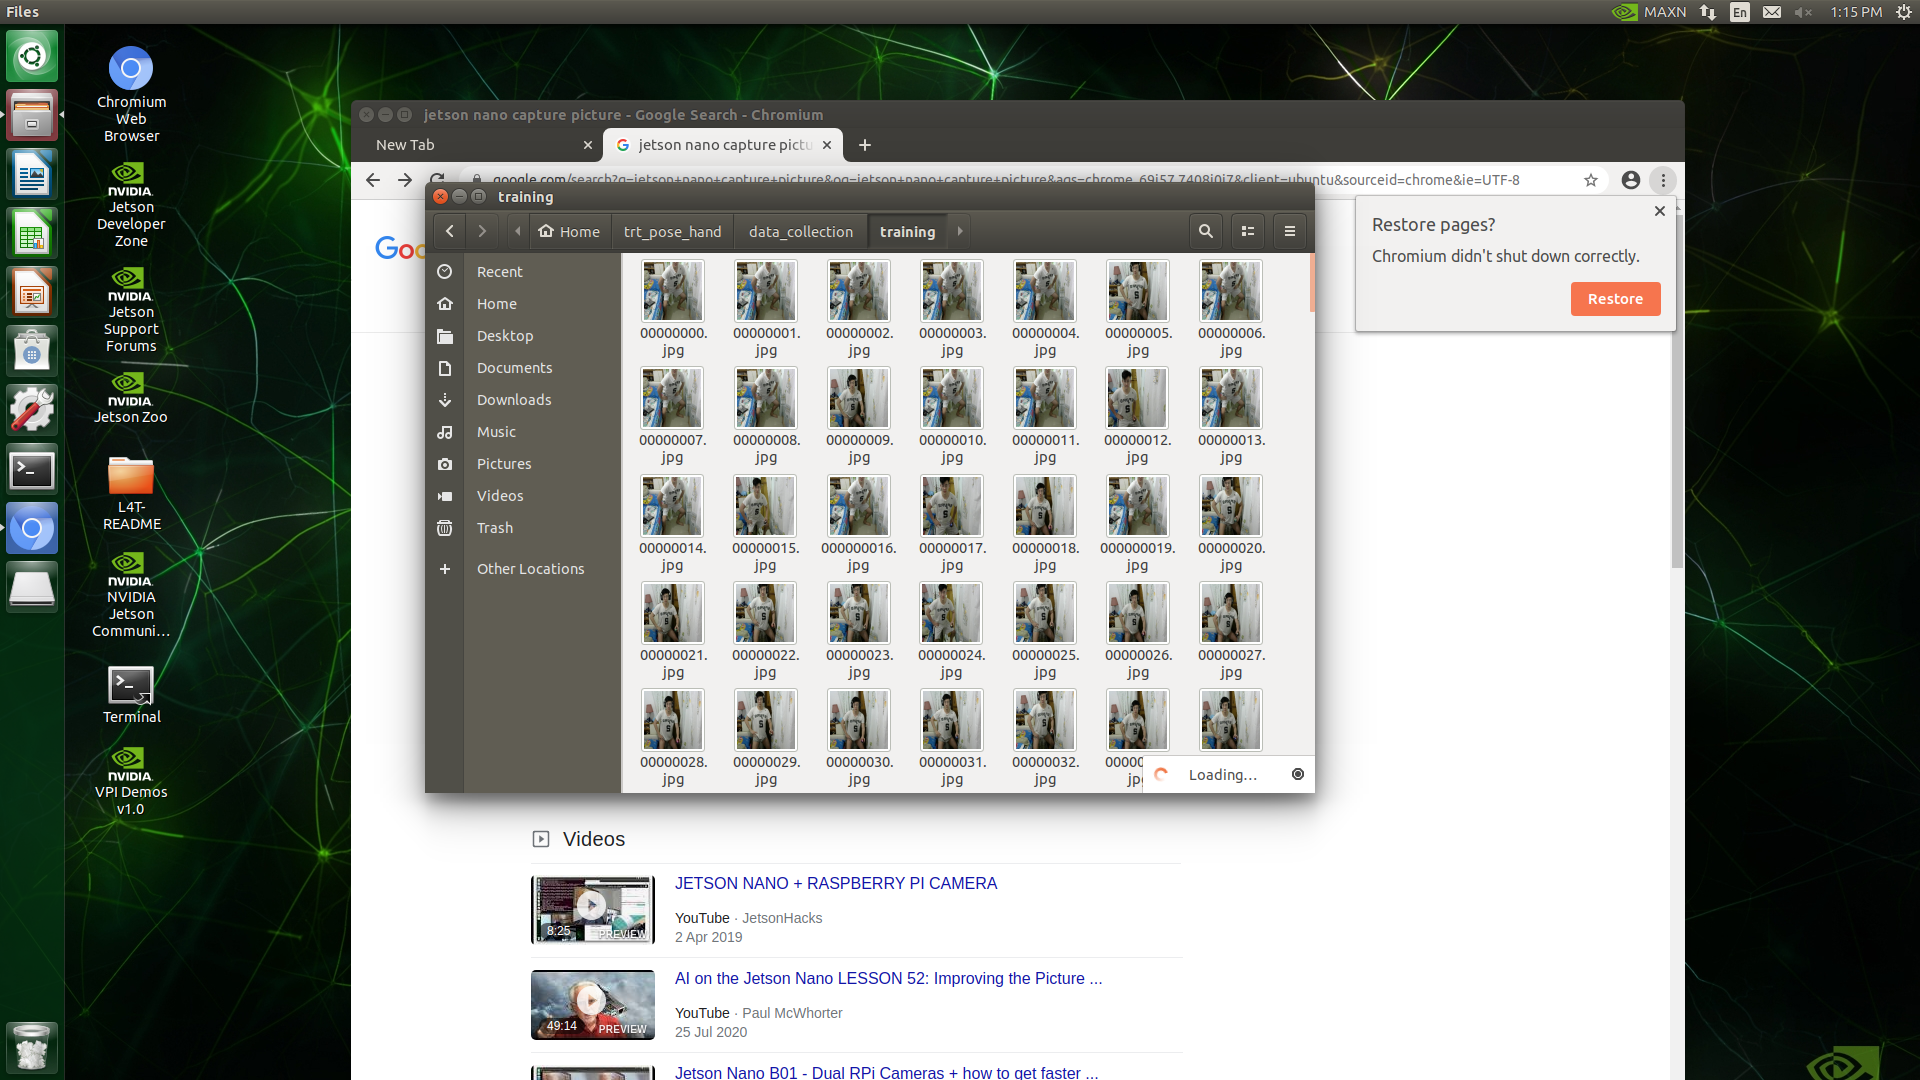 Files
MAXN
En
1:15 PM
Chromium
Web
Browser
NVIDIA.
Jetson
Developer
Zone
NVIDIA.
Jetson
Support
Forums
NVIDIA.
Jetson Zoo
L4T-
README
NVIDIA.
NVIDIA
Jetson
Communi...
Terminal
NVIDIA.
VPI Demos
v1.0
jetson nano capture picture - Google Search - Chromium
New Tab
jetson nano capture pictu
google.com/search?q=jetson+nano+capture+picture&oq=jetson+nano+capture+picture&aqs=chrome..69i57.7408j0j7&client=ubuntu&sourceid=chrome&ie=UTF-8
Restore pages?
Chromium didn't shut down correctly.
Restore
training
Home
trt_pose_hand
data_collection
training
Recent
Home
Desktop
Documents
Downloads
Music
Pictures
Videos
Trash
Other Locations
00000000. 00000001. 00000002. 00000003. 00000004. 00000005. 00000006.
jpg jpg jpg jpg jpg jpg jpg
00000007. 00000008. 00000009. 00000010. 00000011. 00000012. 00000013.
jpg jpg jpg jpg jpg jpg jpg
00000014. 00000015. 000000016. 00000017. 00000018. 000000019. 00000020.
jpg jpg jpg jpg jpg jpg jpg
00000021. 00000022. 00000023. 00000024. 00000025. 00000026. 00000027.
jpg jpg jpg jpg jpg jpg jpg
00000028. 00000029. 00000030. 00000031. 00000032.
jpg jpg jpg jpg jpg
Loading...
Videos
JETSON NANO + RASPBERRY PI CAMERA
YouTube · JetsonHacks
2 Apr 2019
8:25 PREVIEW
AI on the Jetson Nano LESSON 52: Improving the Picture ...
YouTube · Paul McWhorter
25 Jul 2020
49:14 PREVIEW
Jetson Nano B01 - Dual RPi Cameras + how to get faster ...